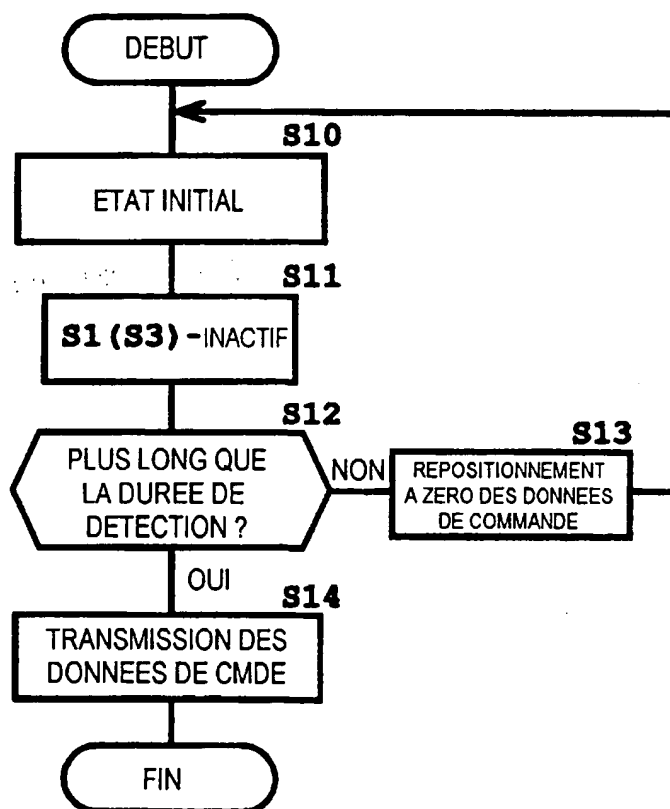 DEBUT
S10
ETAT INITIAL
S11
S1(S3)-INACTIF
S12
PLUS LONG QUE
LA DUREE DE
DETECTION ?
NON
S13
REPOSITIONNEMENT
A ZERO DES DONNEES
DE COMMANDE
OUI
S14
TRANSMISSION DES
DONNEES DE CMDE
FIN